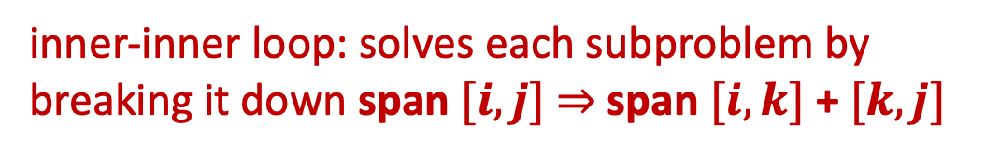 inner-inner loop: solves each subproblem by
breaking it down span [i, j] ⇒ span [i, k] + [k, j]